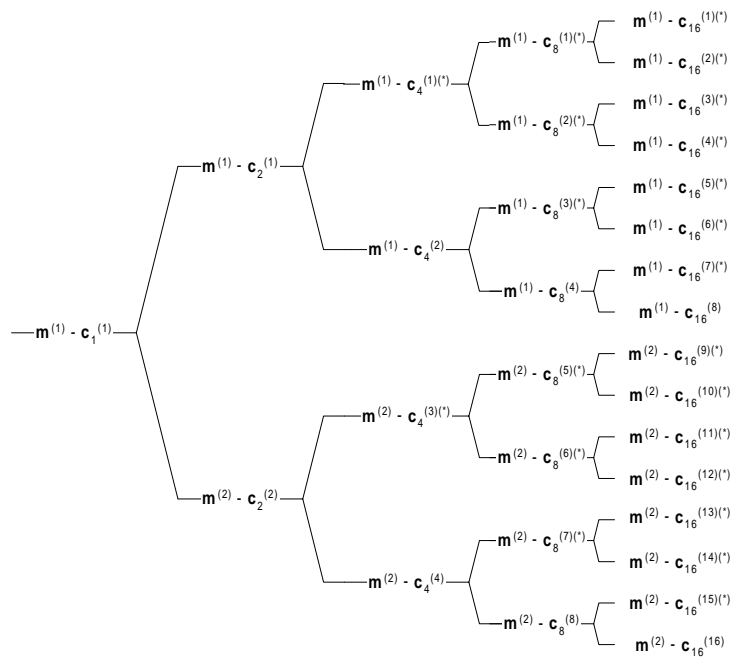 m(1) - c16(1)(*)
m(1) - c8(1)(*)
m(1) - c16(2)(*)
m(1) - c4(1)(*)
m(1) - c16(3)(*)
m(1) - c8(2)(*)
m(1) - c16(4)(*)
m(1) - c2(1)
m(1) - c16(5)(*)
m(1) - c8(3)(*)
m(1) - c16(6)(*)
m(1) - c4(2)
m(1) - c16(7)(*)
m(1) - c8(4)
m(1) - c16(8)
m(1) - c1(1)
m(2) - c16(9)(*)
m(2) - c8(5)(*)
m(2) - c16(10)(*)
m(2) - c4(3)(*)
m(2) - c16(11)(*)
m(2) - c8(6)(*)
m(2) - c16(12)(*)
m(2) - c2(2)
m(2) - c16(13)(*)
m(2) - c8(7)(*)
m(2) - c16(14)(*)
m(2) - c4(4)
m(2) - c16(15)(*)
m(2) - c8(8)
m(2) - c16(16)